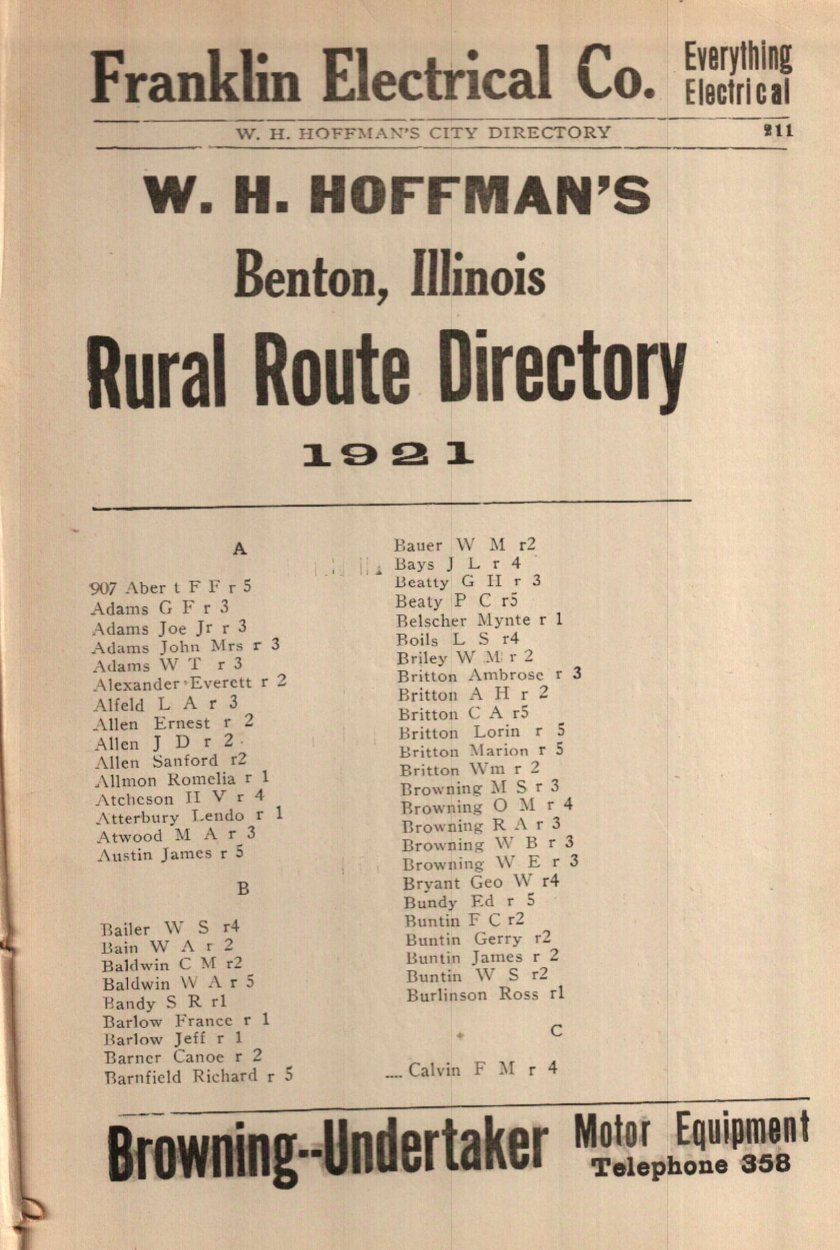 Franklin Electrical Co. Everything Electrical
W. H. HOFFMAN'S CITY DIRECTORY 211
W. H. HOFFMAN'S
Benton, Illinois
Rural Route Directory
1921
A
907 Aber t F F r 5
Adams G F r 3
Adams Joe Jr r 3
Adams John Mrs r 3
Adams W T r 3
Alexander Everett r 2
Alfeld L A r 3
Allen Ernest r 2
Allen J D r 2
Allen Sanford r2
Allmon Romelia r 1
Atcheson H V r 4
Atterbury Lendo r 1
Atwood M A r 3
Austin James r 5
B
Bailer W S r4
Bain W A r 2
Baldwin C M r2
Baldwin W A r 5
Bandy S R r1
Barlow France r 1
Barlow Jeff r 1
Barner Canoe r 2
Barnfield Richard r 5
Bauer W M r2
Bays J L r 4
Beatty G H r 3
Beaty P C r5
Belscher Mynte r 1
Boils L S r4
Briley W M r 2
Britton Ambrose r 3
Britton A H r 2
Britton C A r5
Britton Lorin r 5
Britton Marion r 5
Britton Wm r 2
Browning M S r 3
Browning O M r 4
Browning R A r 3
Browning W B r 3
Browning W E r 3
Bryant Geo W r4
Bundy Ed r 5
Buntin F C r2
Buntin Gerry r2
Buntin James r 2
Buntin W S r2
Burlinson Ross r1
C
Calvin F M r 4
Browning--Undertaker Motor Equipment
Telephone 358